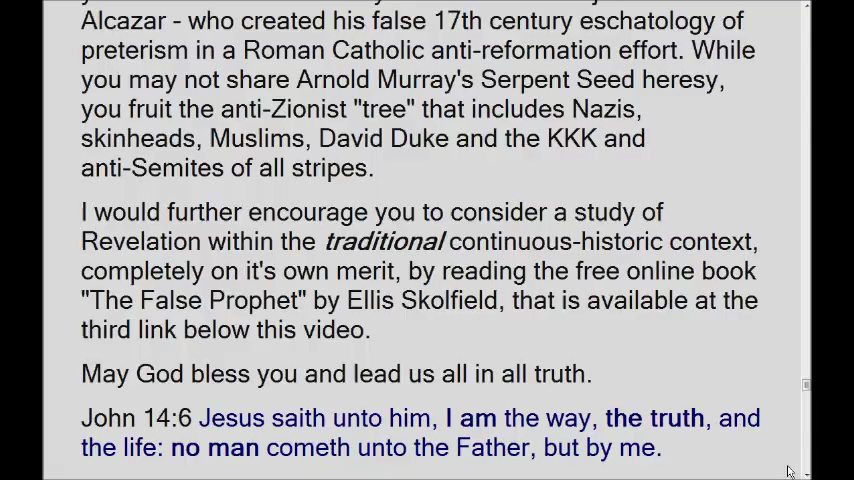 Alcazar - who created his false 17th century eschatology of
preterism in a Roman Catholic anti-reformation effort. While
you may not share Arnold Murray's Serpent Seed heresy,
you fruit the anti-Zionist "tree" that includes Nazis,
skinheads, Muslims, David Duke and the KKK and
anti-Semites of all stripes.
I would further encourage you to consider a study of
Revelation within the traditional continuous-historic context,
completely on it's own merit, by reading the free online book
"The False Prophet" by Ellis Skolfield, that is available at the
third link below this video.
May God bless you and lead us all in all truth.
John 14:6 Jesus saith unto him, I am the way, the truth, and
the life: no man cometh unto the Father, but by me.